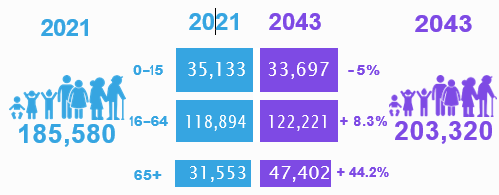 2021 2021 2043 2043
0–15 35,133 33,697 –5%
16–64 118,894 122,221 + 8.3%
185,580 203,320
65+ 31,553 47,402 + 44.2%